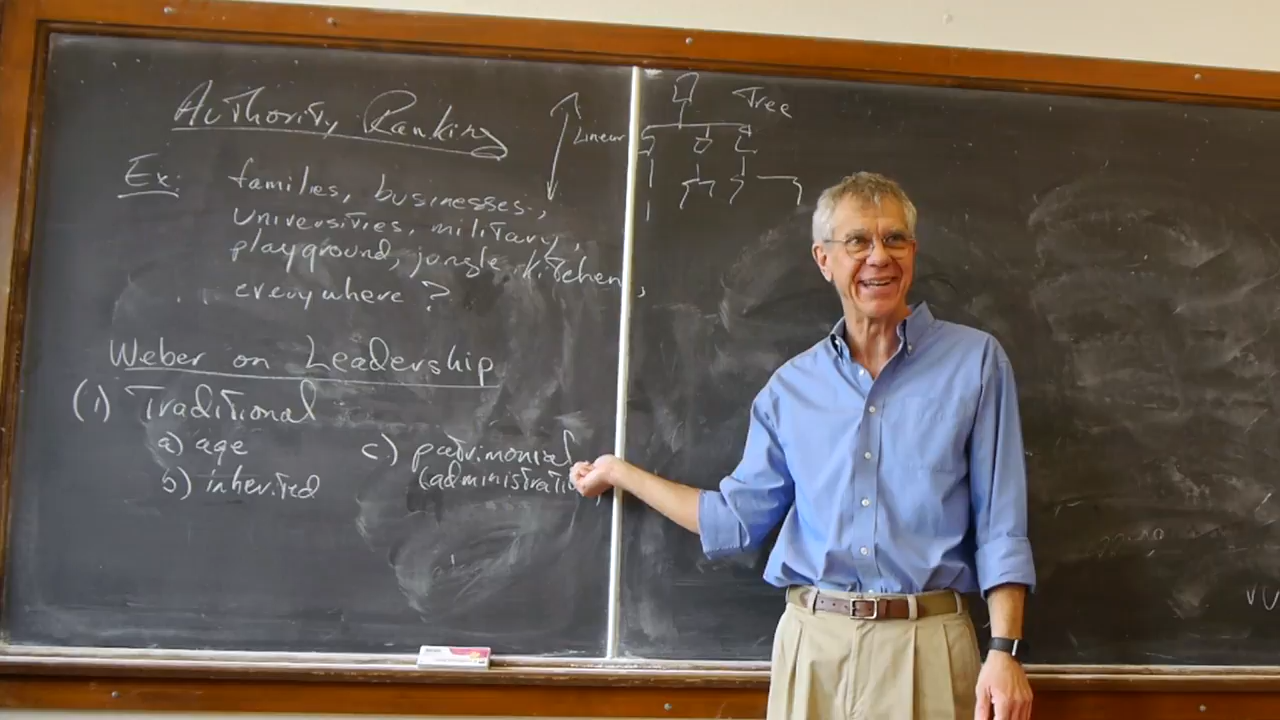 Authority Ranking
Linear
Tree
Ex: families, businesses,
universities, military,
playground, jungle, kitchen,
everywhere?
Weber on Leadership
(1) Traditional
a) age
b) inherited
c) patrimonial